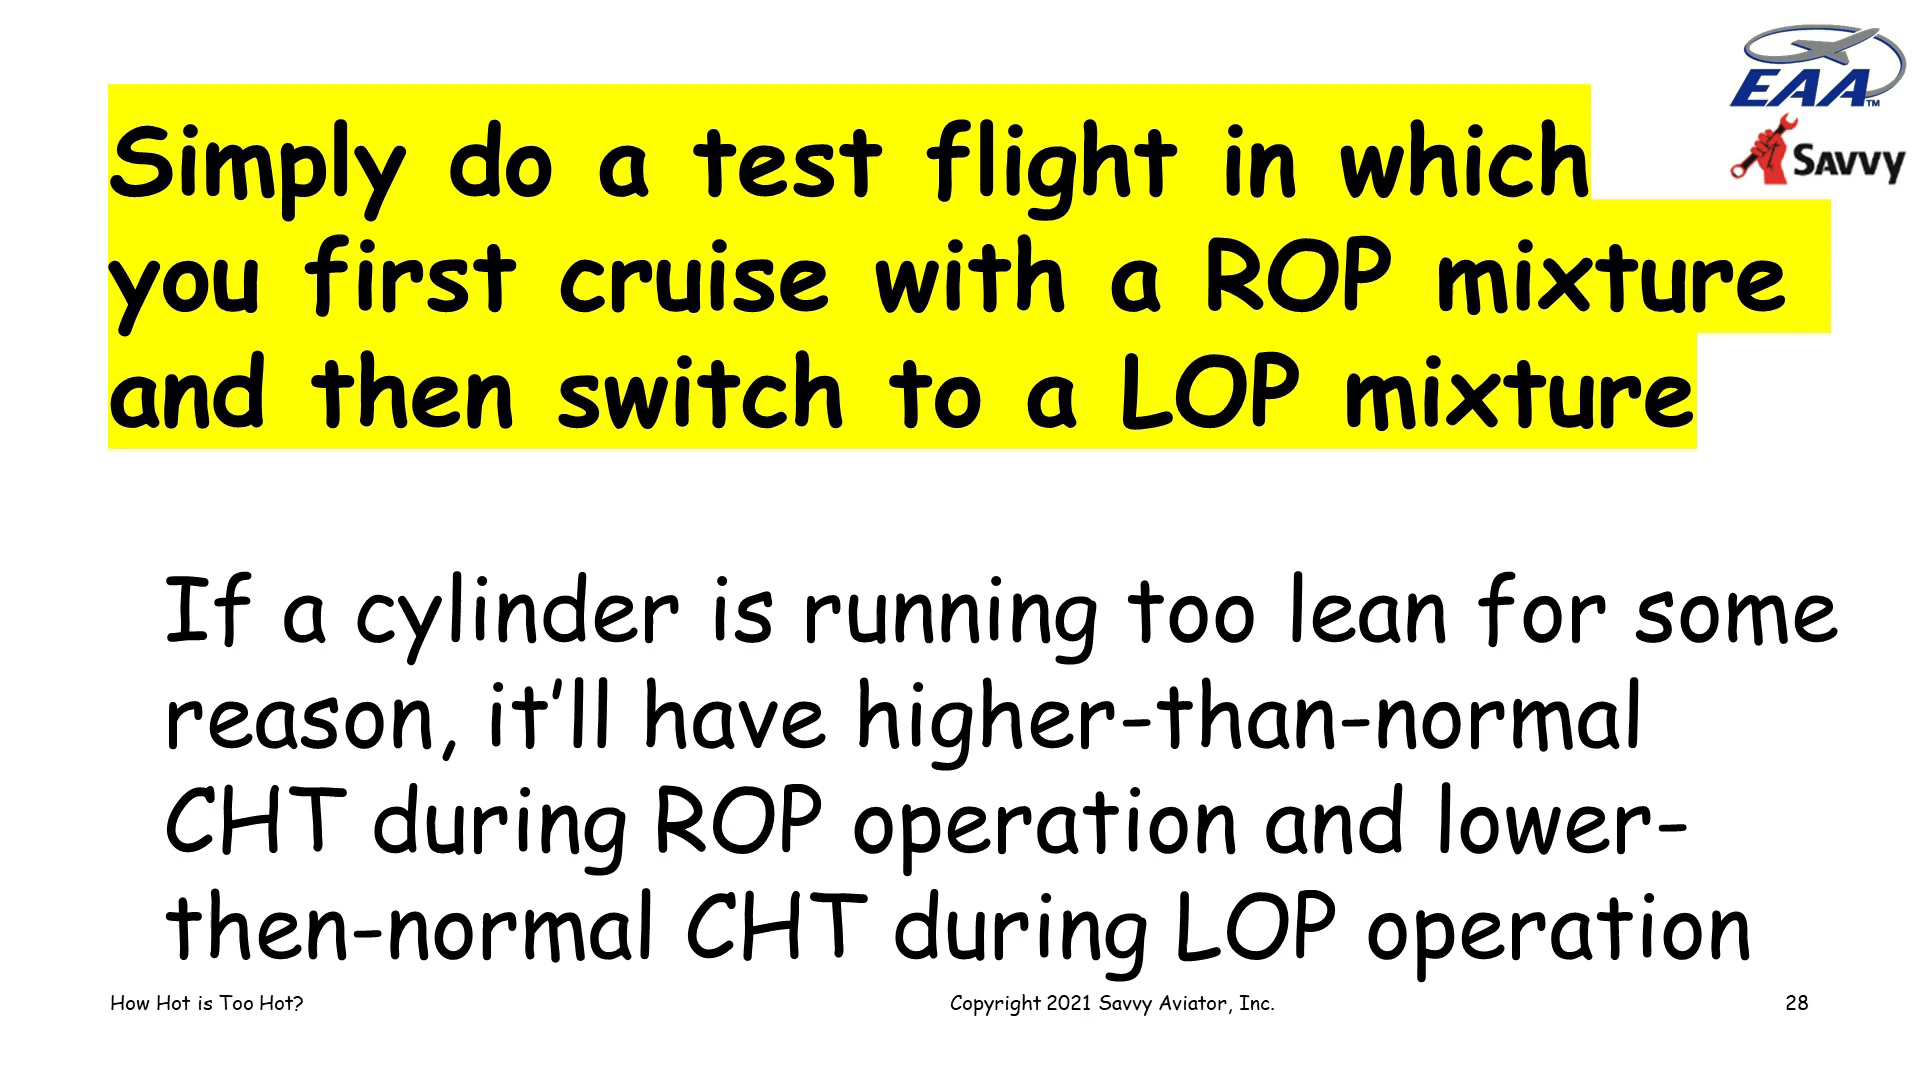 EAA™
SAVVY
Simply do a test flight in which
you first cruise with a ROP mixture
and then switch to a LOP mixture
If a cylinder is running too lean for some
reason, it’ll have higher-than-normal
CHT during ROP operation and lower-
then-normal CHT during LOP operation
How Hot is Too Hot?
Copyright 2021 Savvy Aviator, Inc.
28